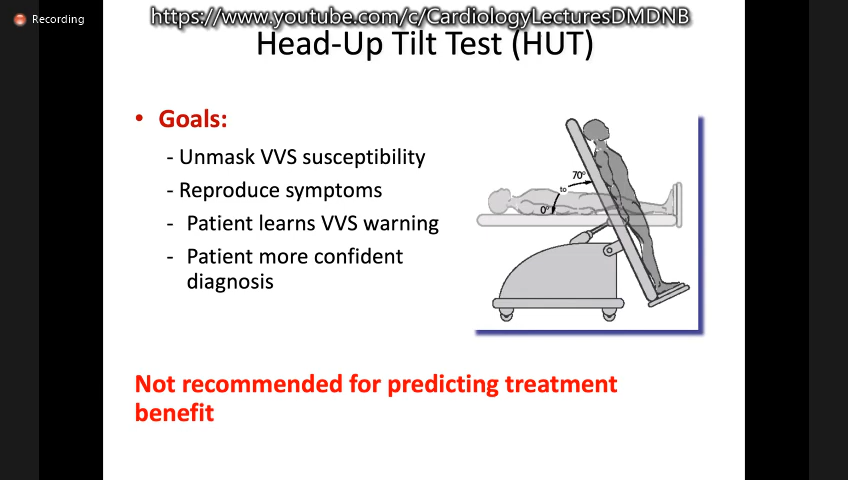 Recording
https://www.youtube.com/c/CardiologyLecturesDMDNB
Head-Up Tilt Test (HUT)
• Goals:
- Unmask VVS susceptibility
- Reproduce symptoms
- Patient learns VVS warning
- Patient more confident
diagnosis
70°
to
0°
Not recommended for predicting treatment
benefit